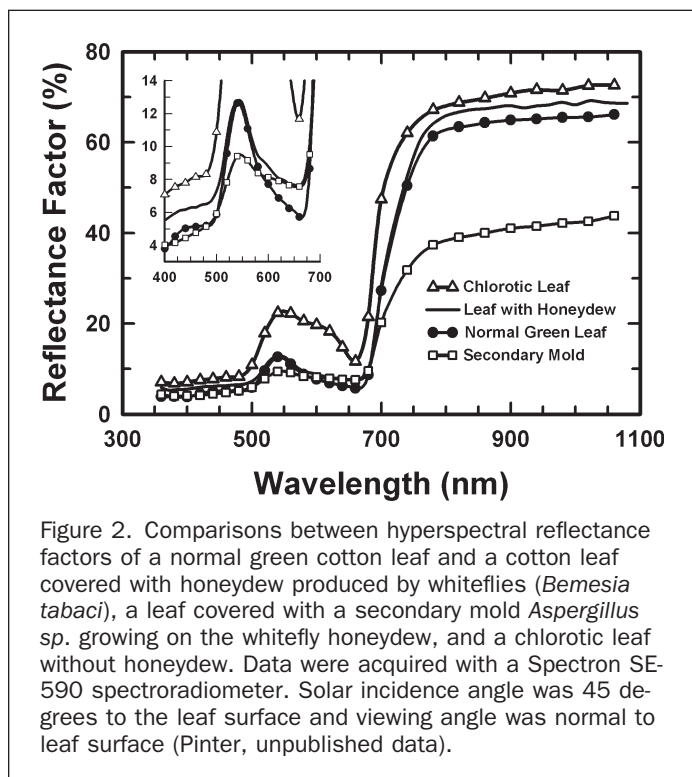 80
60
40
20
0
Reflectance Factor (%)
14
12
10
8
6
4
400 500 600 700
Chlorotic Leaf
Leaf with Honeydew
Normal Green Leaf
Secondary Mold
300 500 700 900 1100
Wavelength (nm)
Figure 2. Comparisons between hyperspectral reflectance
factors of a normal green cotton leaf and a cotton leaf
covered with honeydew produced by whiteflies (Bemesia
tabaci), a leaf covered with a secondary mold Aspergillus
sp. growing on the whitefly honeydew, and a chlorotic leaf
without honeydew. Data were acquired with a Spectron SE-
590 spectroradiometer. Solar incidence angle was 45 de-
grees to the leaf surface and viewing angle was normal to
leaf surface (Pinter, unpublished data).